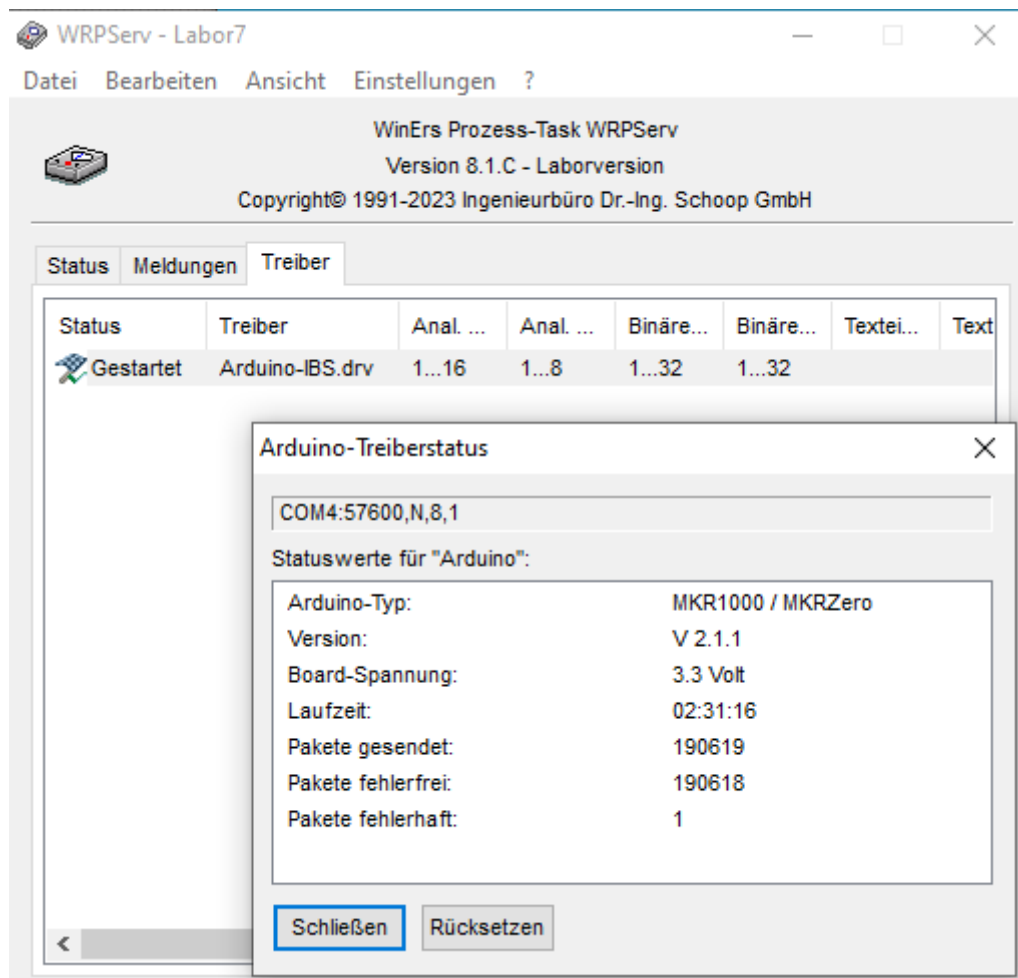 WRPServ - Labor7
Datei Bearbeiten Ansicht Einstellungen ?
WinErs Prozess-Task WRPServ
Version 8.1.C - Laborversion
Copyright© 1991-2023 Ingenieurbüro Dr.-Ing. Schoop GmbH
Status Meldungen Treiber
Status Treiber Anal. ... Anal. ... Binäre... Binäre... Textei... Text
Gestartet Arduino-IBS.drv 1...16 1...8 1...32 1...32
Arduino-Treiberstatus
COM4:57600,N,8,1
Statuswerte für "Arduino":
Arduino-Typ: MKR1000 / MKRZero
Version: V 2.1.1
Board-Spannung: 3.3 Volt
Laufzeit: 02:31:16
Pakete gesendet: 190619
Pakete fehlerfrei: 190618
Pakete fehlerhaft: 1
Schließen Rücksetzen